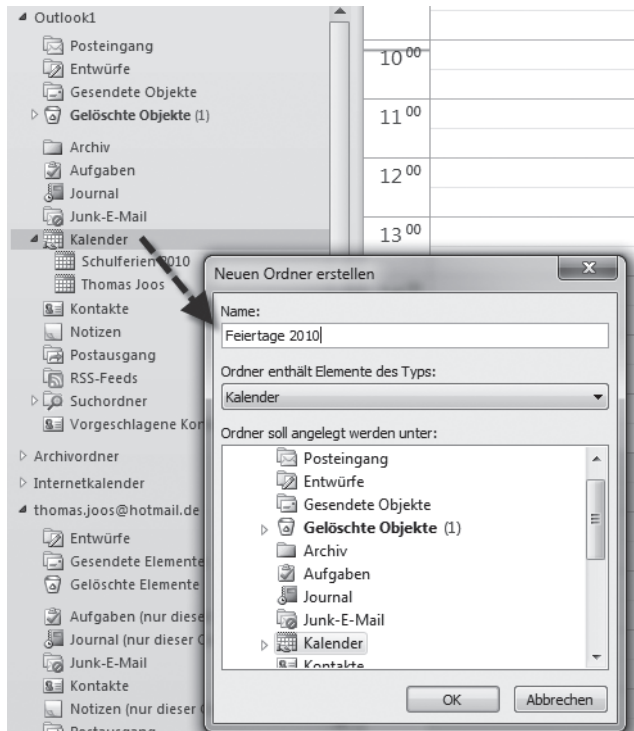 Outlook1
Posteingang
Entwürfe
Gesendete Objekte
Gelöschte Objekte (1)
Archiv
Aufgaben
Journal
Junk-E-Mail
Kalender
Schulferien 2010
Thomas Joos
Kontakte
Notizen
Postausgang
RSS-Feeds
Suchordner
Vorgeschlagene Kon
Archivordner
Internetkalender
thomas.joos@hotmail.de
Entwürfe
Gesendete Elemente
Gelöschte Elemente
Aufgaben (nur diese
Journal (nur dieser C
Junk-E-Mail
Kontakte
Notizen (nur dieser
Postausgang
10 00
11 00
12 00
13 00
Neuen Ordner erstellen
Name:
Feiertage 2010
Ordner enthält Elemente des Typs:
Kalender
Ordner soll angelegt werden unter:
Posteingang
Entwürfe
Gesendete Objekte
Gelöschte Objekte (1)
Archiv
Aufgaben
Journal
Junk-E-Mail
Kalender
Kontakte
OK
Abbrechen